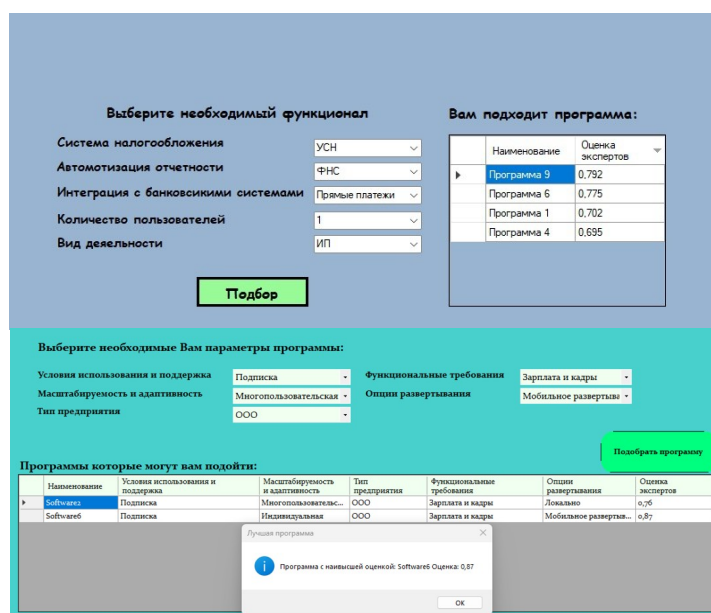 Выберите необходимый функционал
Вам подходит программа:
Система налогообложения
УСН
Автомотизация отчетности
ФНС
Интеграция с банковсикими системами
Прямые платежи
Количество пользователей
1
Вид деяельности
ИП
Подбор
Наименование
Оценка
экспертов
Программа 9
0,792
Программа 6
0,775
Программа 1
0,702
Программа 4
0,695
Выберите необходимые Вам параметры программы:
Условия использования и поддержка
Подписка
Функциональные требования
Зарплата и кадры
Масштабируемость и адаптивность
Многопользовательская
Опции развертывания
Мобильное развертыва
Тип предприятия
ООО
Подобрать программу
Программы которые могут вам подойти:
Наименование
Условия использования и
поддержка
Масштабируемость
и адаптивность
Тип
предприятия
Функциональные
требования
Опции
развертывания
Оценка
экспертов
Software2
Подписка
Многопользовательс...
ООО
Зарплата и кадры
Локально
0,76
Software6
Подписка
Индивидуальная
ООО
Зарплата и кадры
Мобильное развертыв...
0,87
Лучшая программа
Программа с наивысшей оценкой: Software6 Оценка: 0,87
ОК